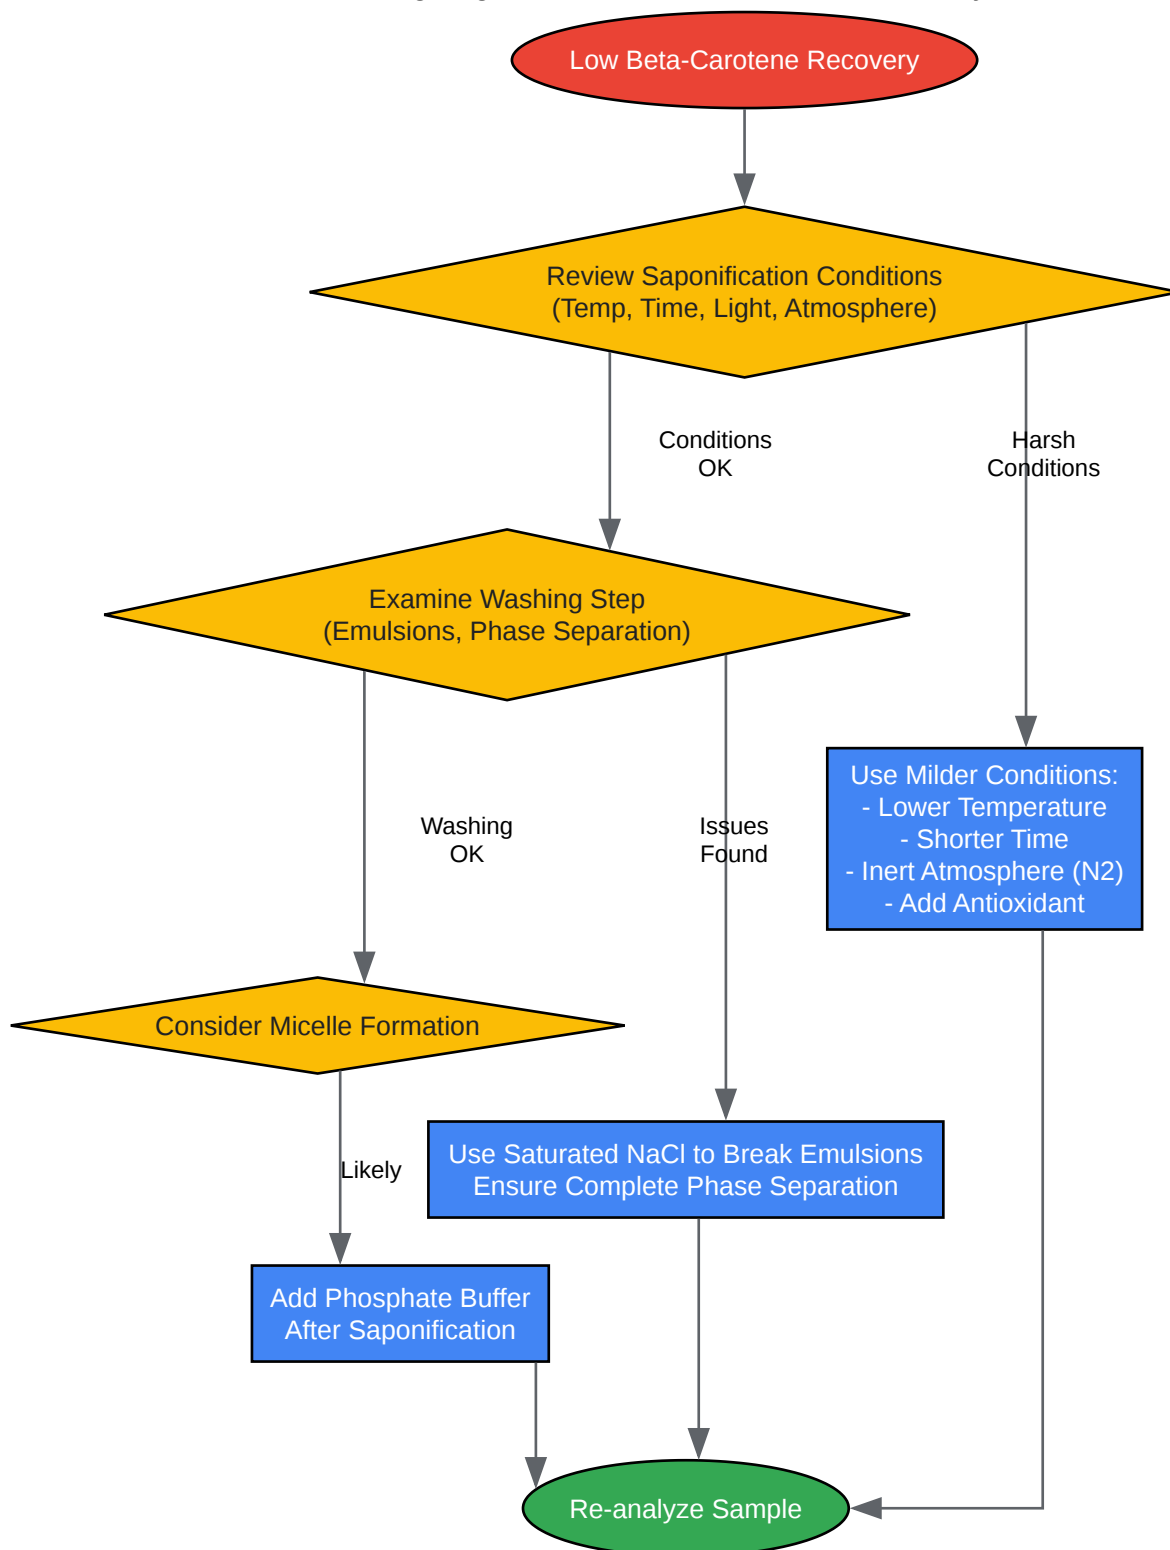 Low Beta-Carotene Recovery
Review Saponification Conditions
(Temp, Time, Light, Atmosphere)
Conditions
OK
Harsh
Conditions
Examine Washing Step
(Emulsions, Phase Separation)
Use Milder Conditions:
- Lower Temperature
- Shorter Time
- Inert Atmosphere (N2)
- Add Antioxidant
Washing
OK
Issues
Found
Consider Micelle Formation
Use Saturated NaCl to Break Emulsions
Ensure Complete Phase Separation
Likely
Add Phosphate Buffer
After Saponification
Re-analyze Sample